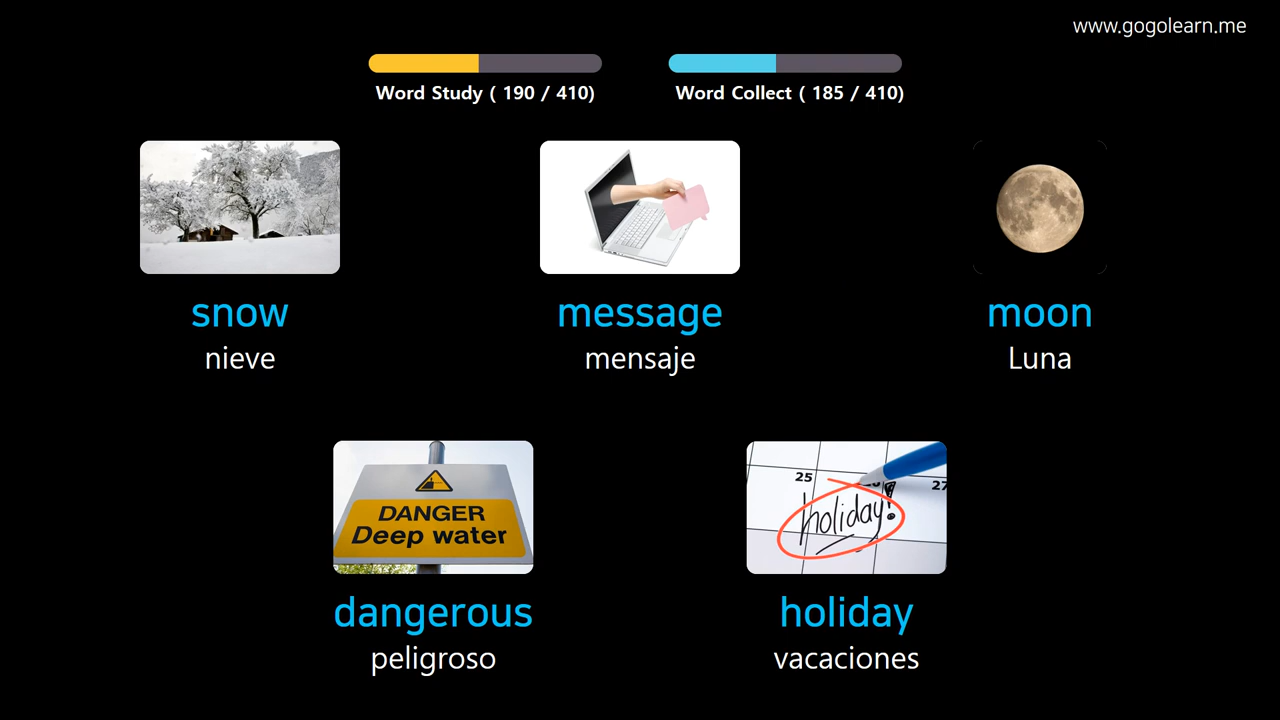 www.gogolearn.me
Word Study ( 190 / 410)
Word Collect ( 185 / 410)
snow
nieve
message
mensaje
moon
Luna
DANGER
Deep water
dangerous
peligroso
25
27
holiday!
holiday
vacaciones